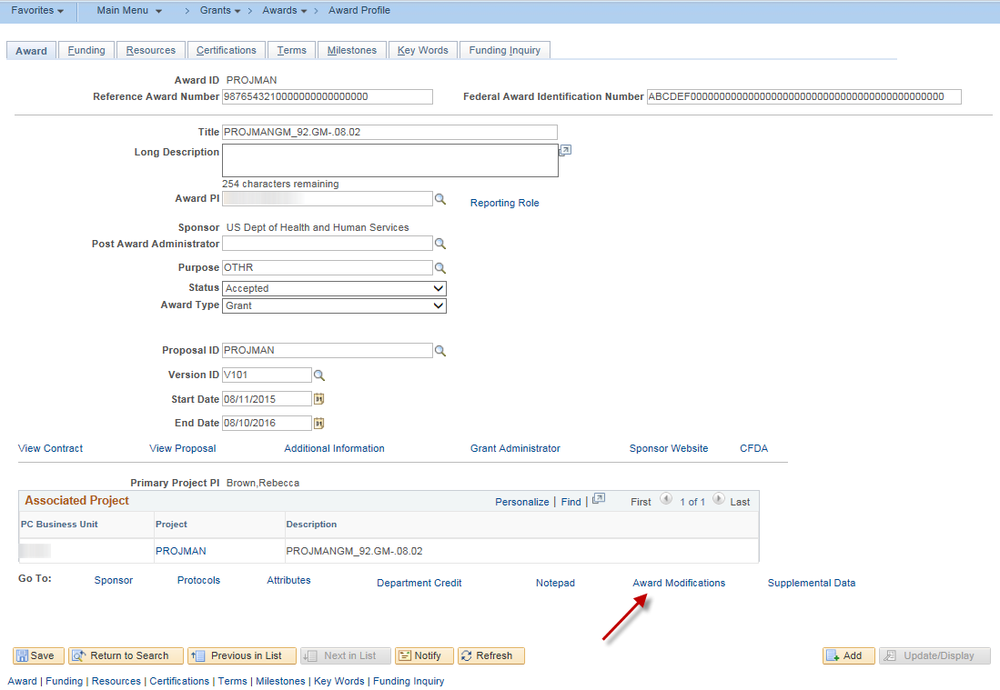 Favorites Main Menu > Grants > Awards > Award Profile
Award Funding Resources Certifications Terms Milestones Key Words Funding Inquiry
Award ID PROJMAN
Reference Award Number 9876543210000000000000000 Federal Award Identification Number
Title PROJMANGM_92.GM-.08.02
Long Description
254 characters remaining
Award PI
Reporting Role
Sponsor US Dept of Health and Human Services
Post Award Administrator
Purpose OTHR
Status Accepted
Award Type Grant
Proposal ID PROJMAN
Version ID V101
Start Date 08/11/2015
End Date 08/10/2016
View Contract View Proposal Additional Information Grant Administrator Sponsor Website CFDA
Primary Project PI Brown,Rebecca
Associated Project Personalize | Find | First 1 of 1 Last
PC Business Unit Project Description
PROJMAN PROJMANGM_92.GM-.08.02
Go To: Sponsor Protocols Attributes Department Credit Notepad Award Modifications Supplemental Data
Save Return to Search Previous in List Next in List Notify Refresh Add Update/Display
Award | Funding | Resources | Certifications | Terms | Milestones | Key Words | Funding Inquiry